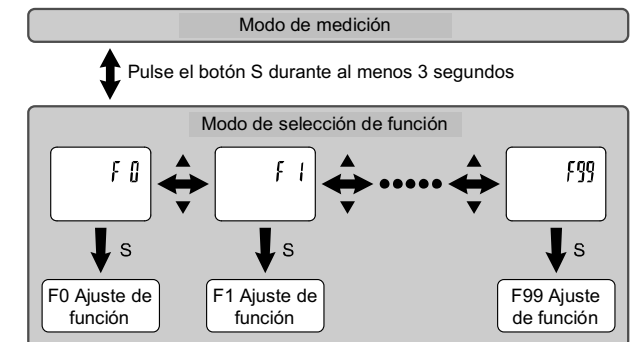 Modo de medición
Pulse el botón S durante al menos 3 segundos
Modo de selección de función
F 0
F 1
F99
S
S
S
F0 Ajuste de
función
F1 Ajuste de
función
F99 Ajuste
de función